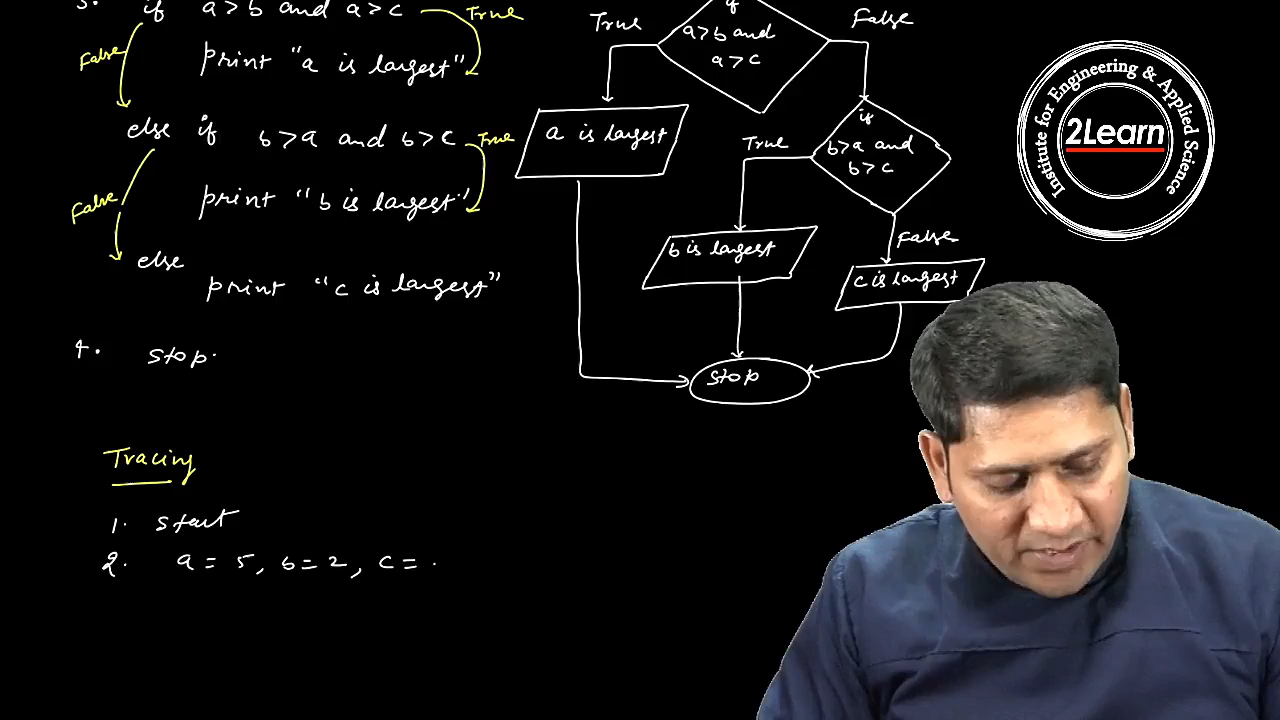 3. if a > b and a > c True
False print "a is largest"
else if b > a and b > c True
False print "b is largest"
else
print "c is largest"
4. Stop.
Tracing
1. Start
2. a = 5, b = 2, c = .
True if False
a > b and
a > c
a is largest
True if
b > a and
b > c
b is largest
False
c is largest
Stop
Institute for Engineering & Applied Science
2Learn